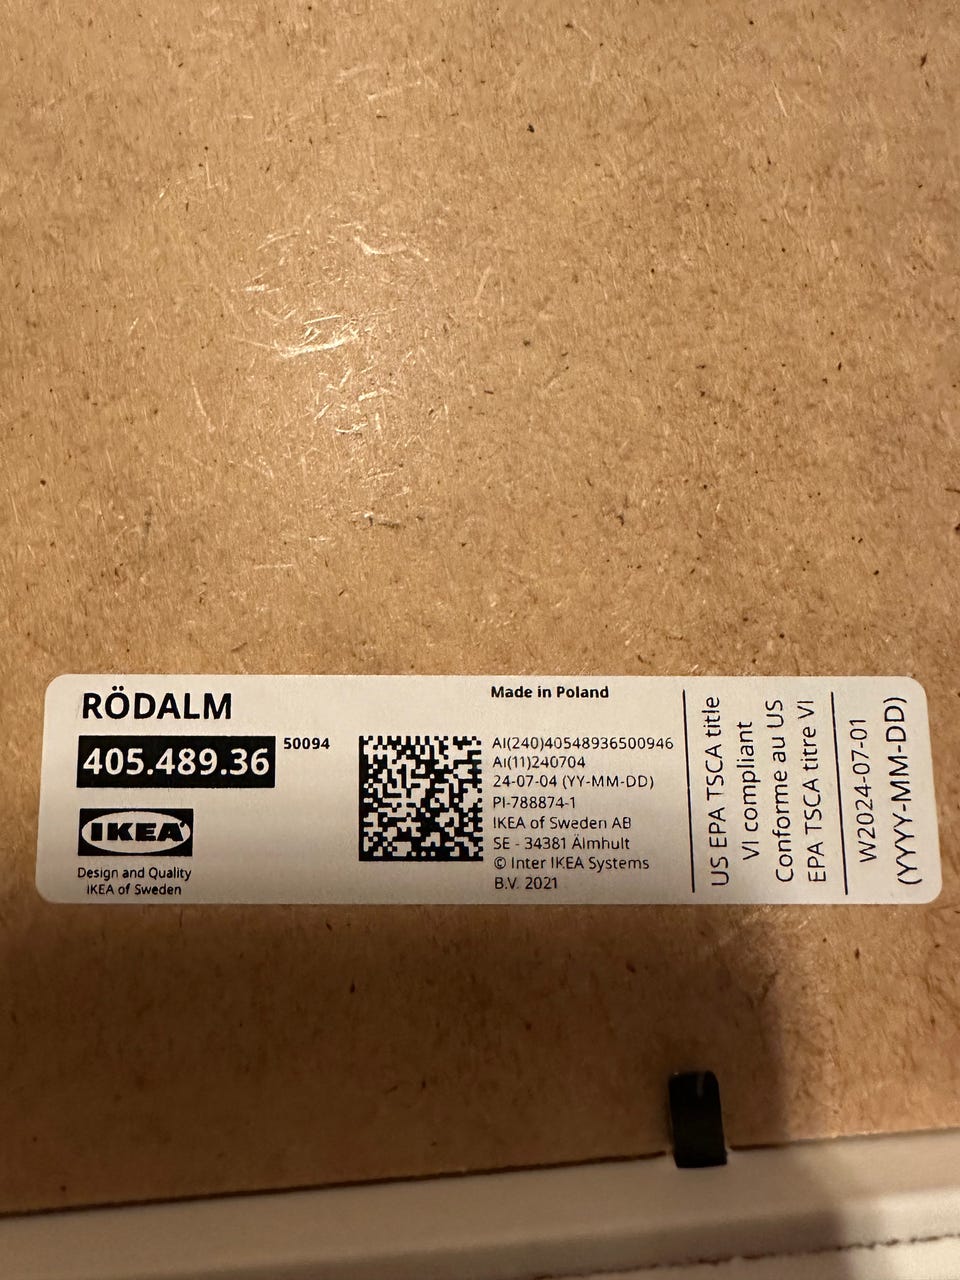 RÖDALM
405.489.36 50094
IKEA
Design and Quality
IKEA of Sweden
Made in Poland
AI(240)40548936500946
AI(11)240704
24-07-04 (YY-MM-DD)
PI-788874-1
IKEA of Sweden AB
SE - 34381 Älmhult
© Inter IKEA Systems
B.V. 2021
US EPA TSCA title
VI compliant
Conforme au US
EPA TSCA titre VI
W2024-07-01
(YYYY-MM-DD)